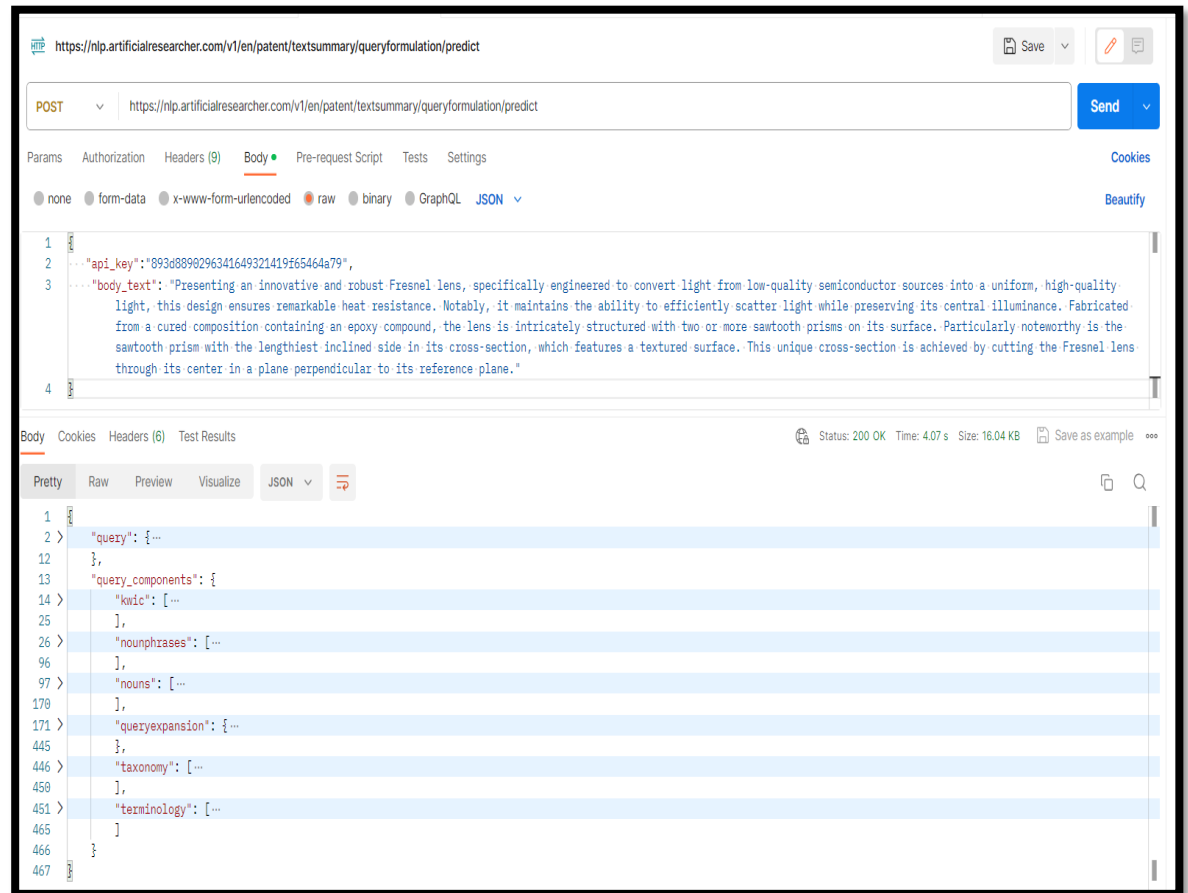 HTTP https://nlp.artificialresearcher.com/v1/en/patent/textsummary/queryformulation/predict
Save
POST https://nlp.artificialresearcher.com/v1/en/patent/textsummary/queryformulation/predict
Send
Params Authorization Headers (9) Body Pre-request Script Tests Settings Cookies
none form-data x-www-form-urlencoded raw binary GraphQL JSON Beautify
1 {
2 "api_key":"893d8890296341649321419f65464a79",
3 "body_text": "Presenting an innovative and robust Fresnel lens, specifically engineered to convert light from low-quality semiconductor sources into a uniform, high-quality
light, this design ensures remarkable heat resistance. Notably, it maintains the ability to efficiently scatter light while preserving its central illuminance. Fabricated
from a cured composition containing an epoxy compound, the lens is intricately structured with two or more sawtooth prisms on its surface. Particularly noteworthy is the
sawtooth prism with the lengthiest inclined side in its cross-section, which features a textured surface. This unique cross-section is achieved by cutting the Fresnel lens
through its center in a plane perpendicular to its reference plane."
4 }
Body Cookies Headers (6) Test Results Status: 200 OK Time: 4.07 s Size: 16.04 KB Save as example
Pretty Raw Preview Visualize JSON
1 {
2 "query": {…
12 },
13 "query_components": {
14 "kwic": […
25 ],
26 "nounphrases": […
96 ],
97 "nouns": […
170 ],
171 "queryexpansion": {…
445 },
446 "taxonomy": […
450 ],
451 "terminology": […
465 ]
466 }
467 }